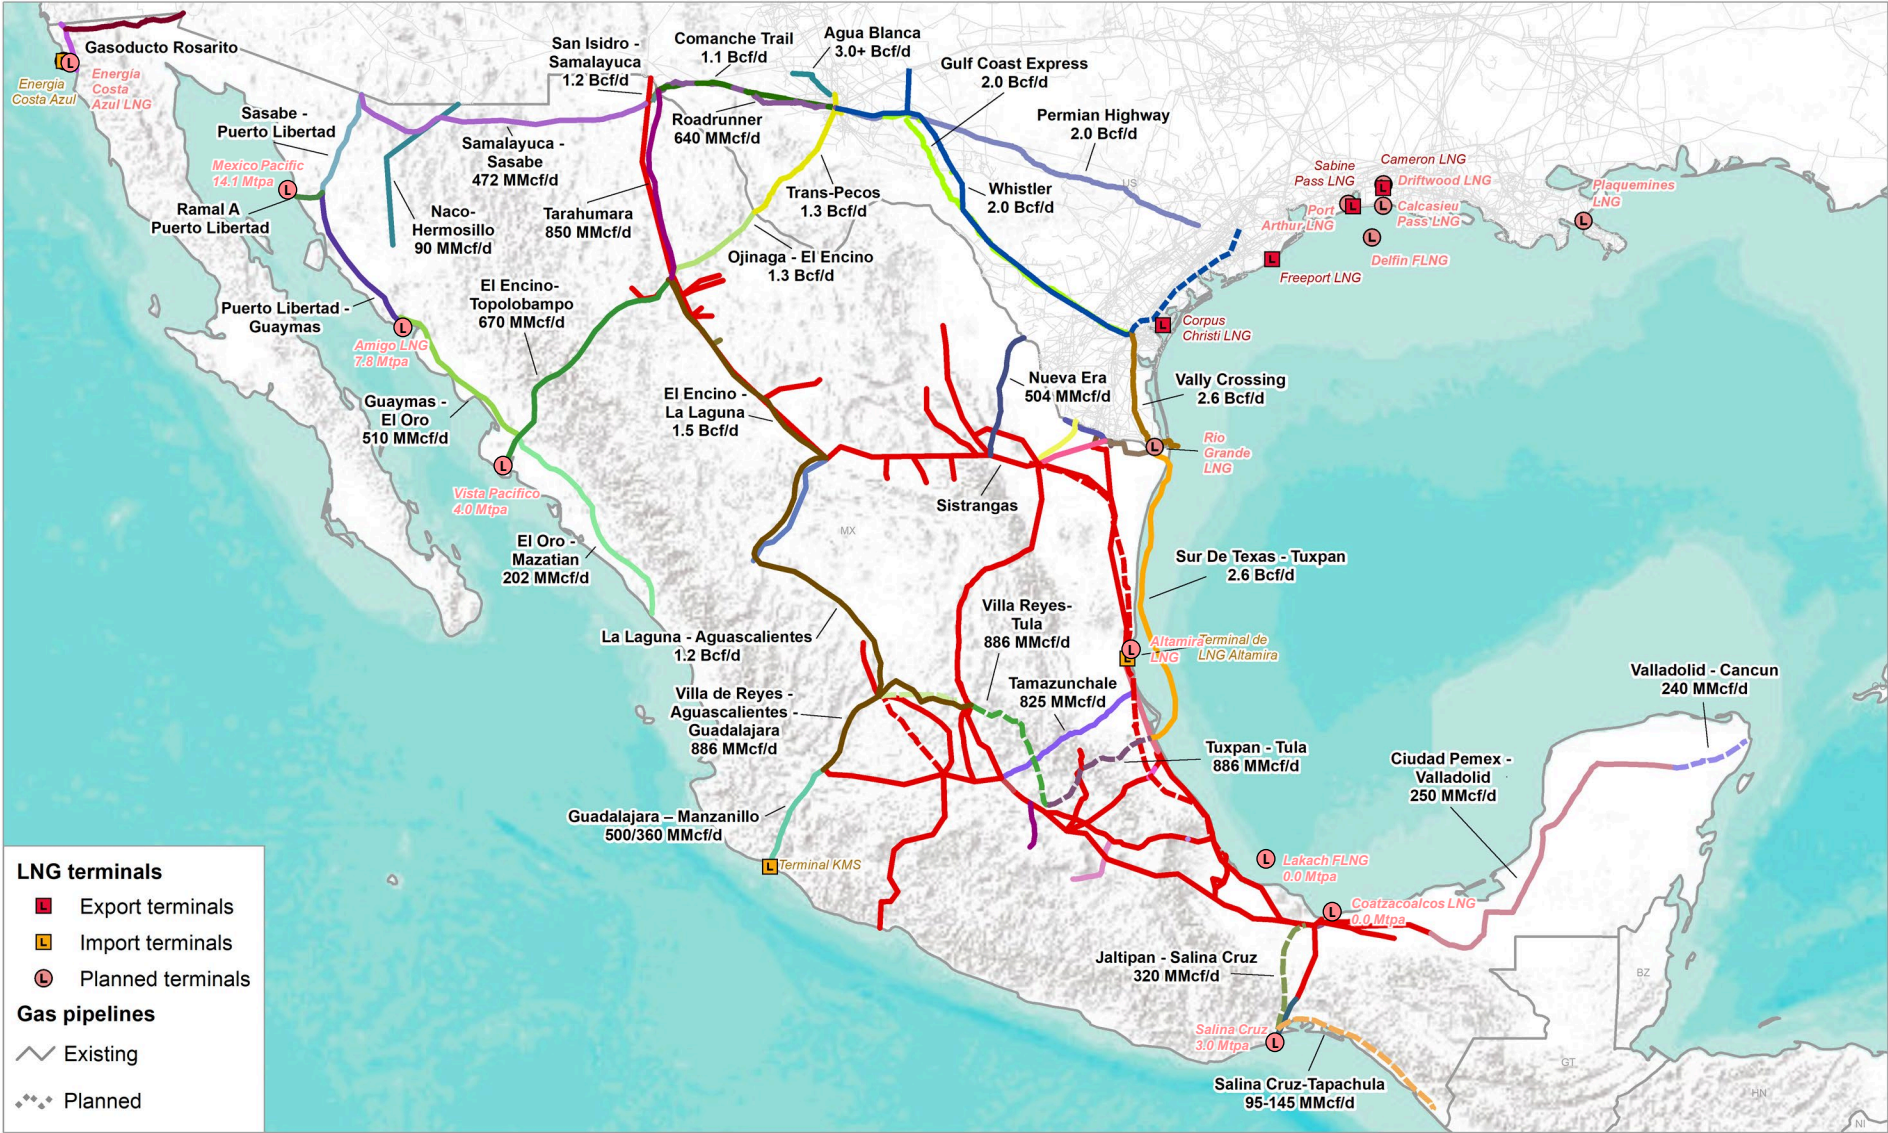 Gasoducto Rosarito
Energia
Costa Azul
Energia
Costa
Azul LNG
San Isidro -
Samalayuca
1.2 Bcf/d
Comanche Trail
1.1 Bcf/d
Agua Blanca
3.0+ Bcf/d
Gulf Coast Express
2.0 Bcf/d
Permian Highway
2.0 Bcf/d
Sasabe -
Puerto Libertad
Mexico Pacific
14.1 Mtpa
Ramal A
Puerto Libertad
Samalayuca -
Sasabe
472 MMcf/d
Naco-
Hermosillo
90 MMcf/d
Tarahumara
850 MMcf/d
Roadrunner
640 MMcf/d
Trans-Pecos
1.3 Bcf/d
Ojinaga - El Encino
1.3 Bcf/d
Whistler
2.0 Bcf/d
US
Sabine
Pass LNG
Cameron LNG
Driftwood LNG
Port
Arthur LNG
Calcasieu
Pass LNG
Plaquemines
LNG
Delfin FLNG
Freeport LNG
Corpus
Christi LNG
Puerto Libertad -
Guaymas
Amigo LNG
7.8 Mtpa
El Encino-
Topolobampo
670 MMcf/d
Guaymas -
El Oro
510 MMcf/d
Vista Pacifico
4.0 Mtpa
El Encino -
La Laguna
1.5 Bcf/d
Nueva Era
504 MMcf/d
Vally Crossing
2.6 Bcf/d
Rio
Grande
LNG
Sistrangas
MX
El Oro -
Mazatlan
202 MMcf/d
Sur De Texas - Tuxpan
2.6 Bcf/d
La Laguna - Aguascalientes
1.2 Bcf/d
Villa Reyes-
Tula
886 MMcf/d
Altamira
LNG
Terminal de
LNG Altamira
Villa de Reyes -
Aguascalientes -
Guadalajara
886 MMcf/d
Tamazunchale
825 MMcf/d
Tuxpan - Tula
886 MMcf/d
Valladolid - Cancun
240 MMcf/d
Ciudad Pemex -
Valladolid
250 MMcf/d
Guadalajara – Manzanillo
500/360 MMcf/d
Terminal KMS
Lakach FLNG
0.0 Mtpa
Coatzacoalcos LNG
0.0 Mtpa
Jaltipan - Salina Cruz
320 MMcf/d
Salina Cruz
3.0 Mtpa
Salina Cruz-Tapachula
95-145 MMcf/d
BZ
GT
HN
NI
LNG terminals
L Export terminals
L Import terminals
L Planned terminals
Gas pipelines
Existing
Planned